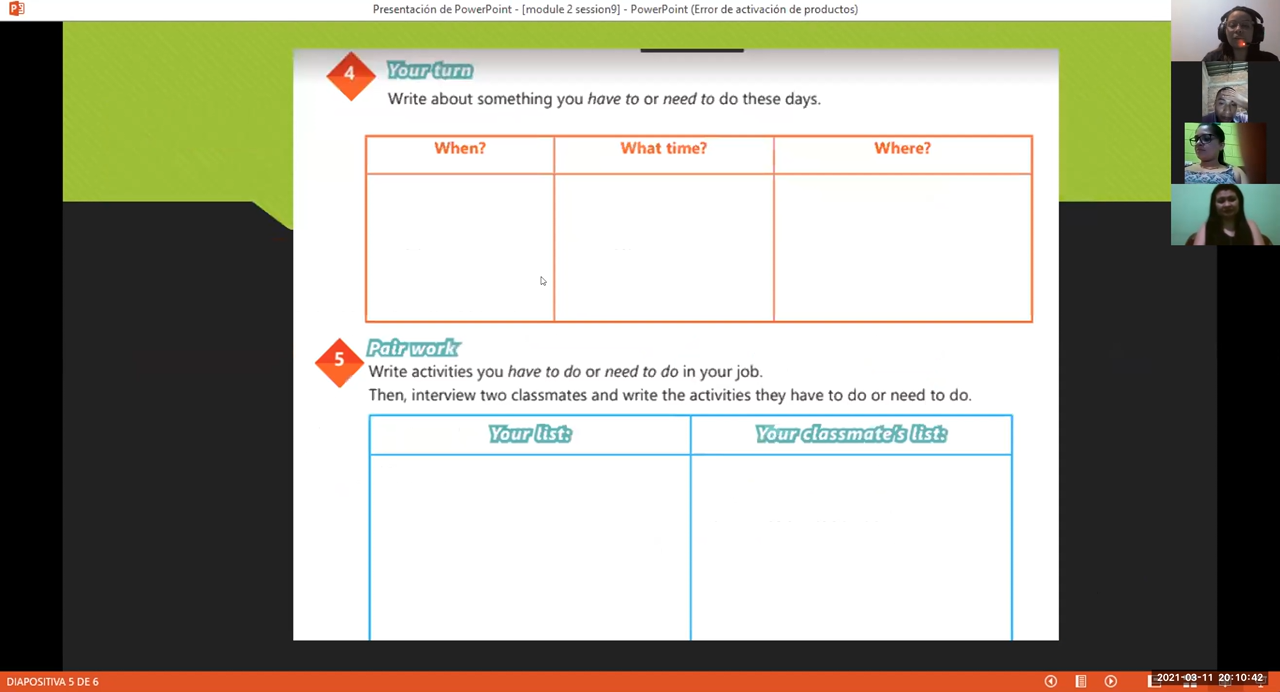 Presentación de PowerPoint - [module 2 session9] - PowerPoint (Error de activación de productos)
4 Your turn
Write about something you have to or need to do these days.
When? What time? Where?
5 Pair work
Write activities you have to do or need to do in your job.
Then, interview two classmates and write the activities they have to do or need to do.
Your list: Your classmate's list:
DIAPOSITIVA 5 DE 6
2021-03-11 20:10:42